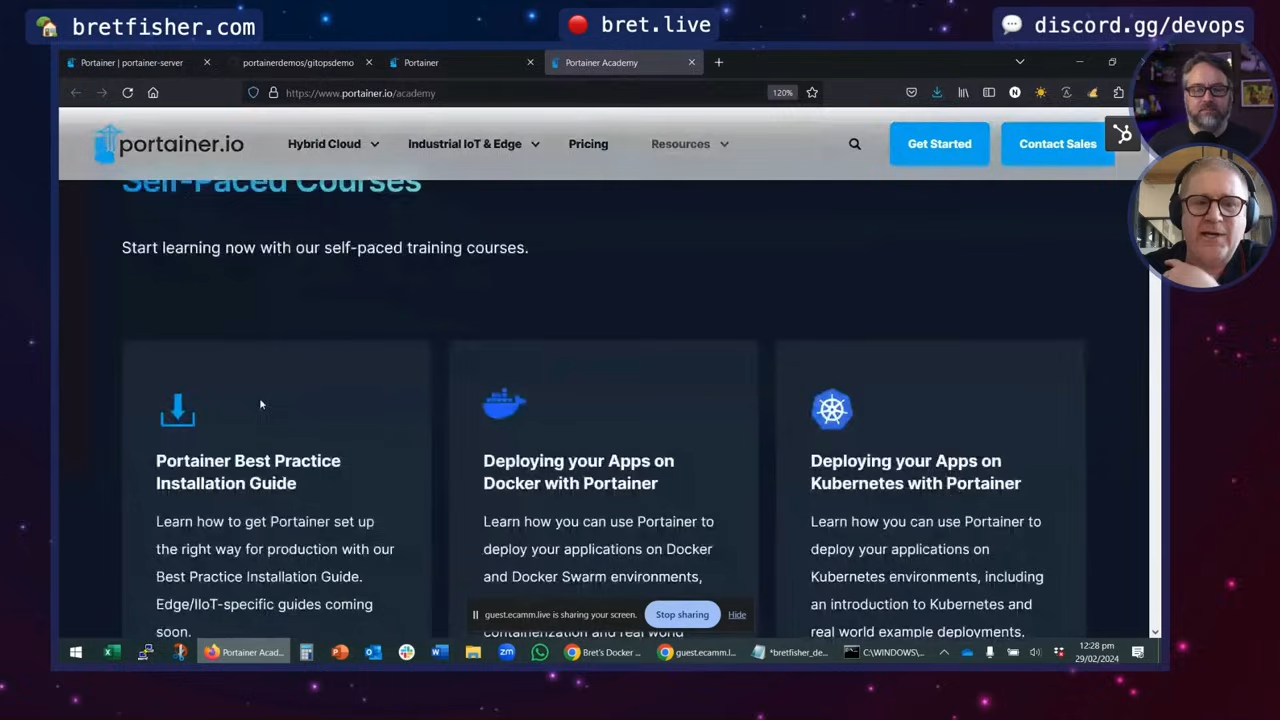 bretfisher.com
bret.live
discord.gg/devops
Portainer | portainer-server
portainerdemos/gitopsdemo
Portainer
Portainer Academy
https://www.portainer.io/academy
120%
portainer.io
Hybrid Cloud
Industrial IoT & Edge
Pricing
Resources
Get Started
Contact Sales
Self-Paced Courses
Start learning now with our self-paced training courses.
Portainer Best Practice
Installation Guide
Learn how to get Portainer set up
the right way for production with our
Best Practice Installation Guide.
Edge/IIoT-specific guides coming
soon.
Deploying your Apps on
Docker with Portainer
Learn how you can use Portainer to
deploy your applications on Docker
and Docker Swarm environments,
containerization and real world
Deploying your Apps on
Kubernetes with Portainer
Learn how you can use Portainer to
deploy your applications on
Kubernetes environments, including
an introduction to Kubernetes and
real world example deployments.
guest.ecamm.live is sharing your screen.
Stop sharing
Hide
Portainer Acad...
Bret's Docker ...
guest.ecamm.l...
*bretfisher_de...
C:\WINDOWS\...
12:28 pm
29/02/2024